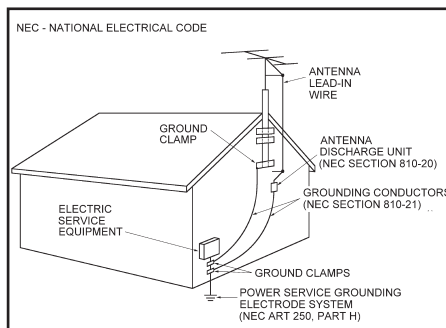 NEC - NATIONAL ELECTRICAL CODE
ANTENNA
LEAD-IN
WIRE
GROUND
CLAMP
ANTENNA
DISCHARGE UNIT
(NEC SECTION 810-20)
GROUNDING CONDUCTORS
(NEC SECTION 810-21)
ELECTRIC
SERVICE
EQUIPMENT
GROUND CLAMPS
POWER SERVICE GROUNDING
ELECTRODE SYSTEM
(NEC ART 250, PART H)